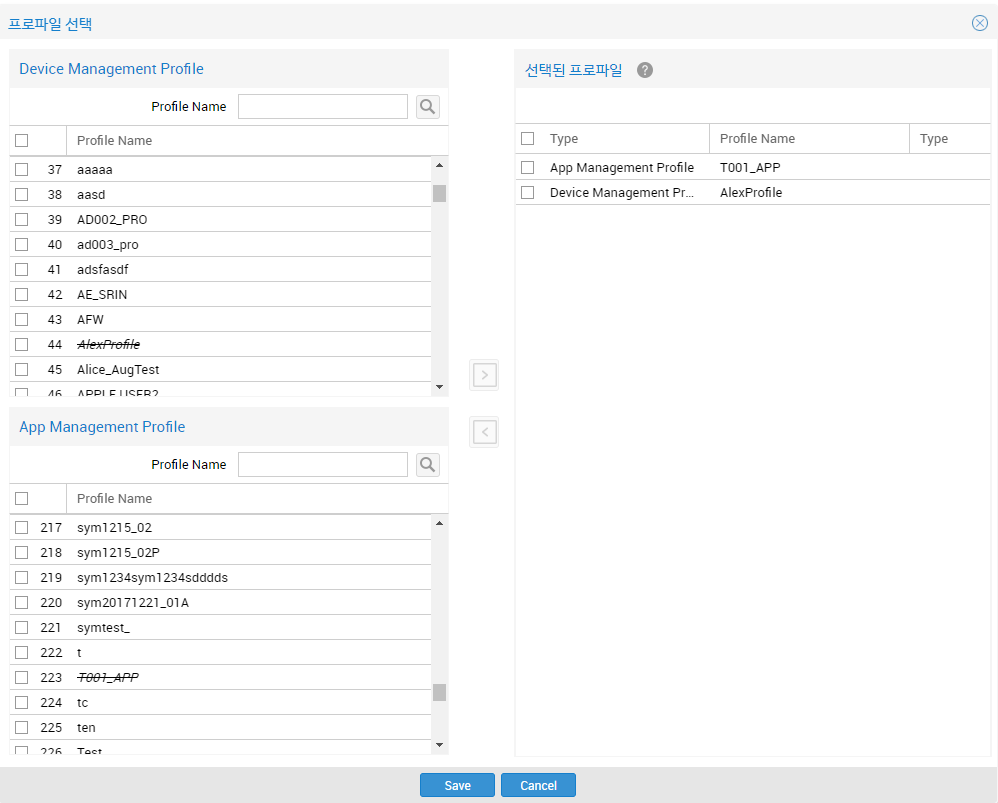 프로파일 선택
Device Management Profile
Profile Name
Profile Name
37 aaaaa
38 aasd
39 AD002_PRO
40 ad003_pro
41 adsfasdf
42 AE_SRIN
43 AFW
44 AlexProfile
45 Alice_AugTest
46 APPLE USER2
App Management Profile
Profile Name
Profile Name
217 sym1215_02
218 sym1215_02P
219 sym1234sym1234sdddds
220 sym20171221_01A
221 symtest_
222 t
223 T001_APP
224 tc
225 ten
226 Test
>
<
선택된 프로파일 ?
Type Profile Name Type
App Management Profile T001_APP
Device Management Pr... AlexProfile
Save Cancel